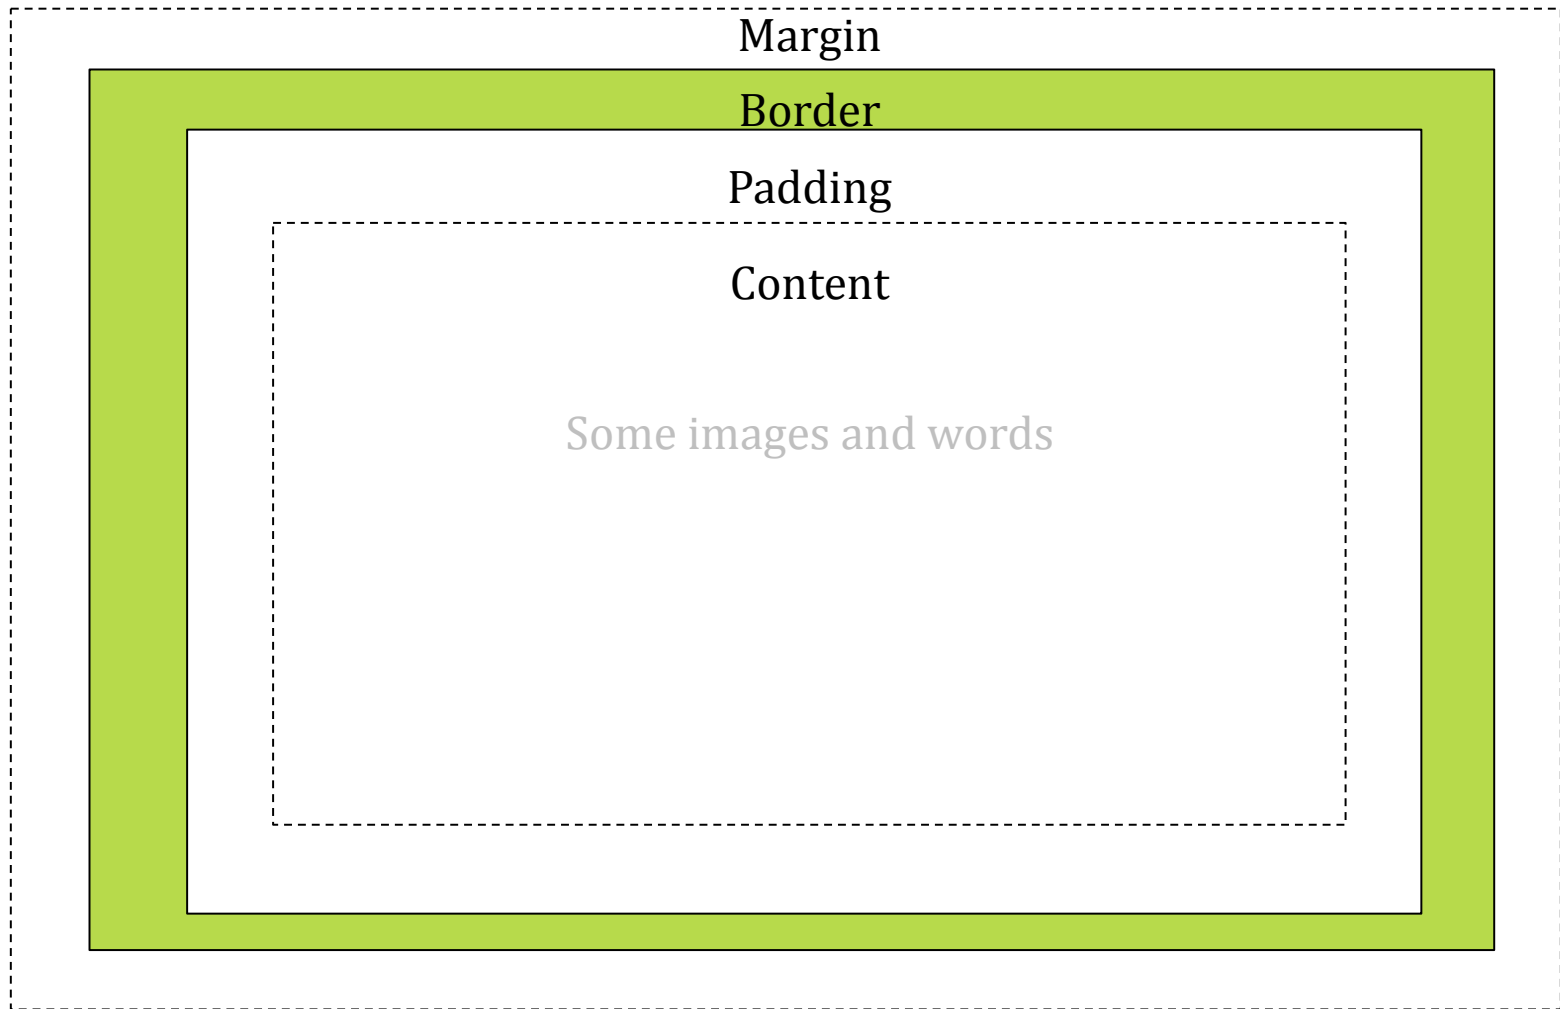 Margin
Border
Padding
Content
Some images and words